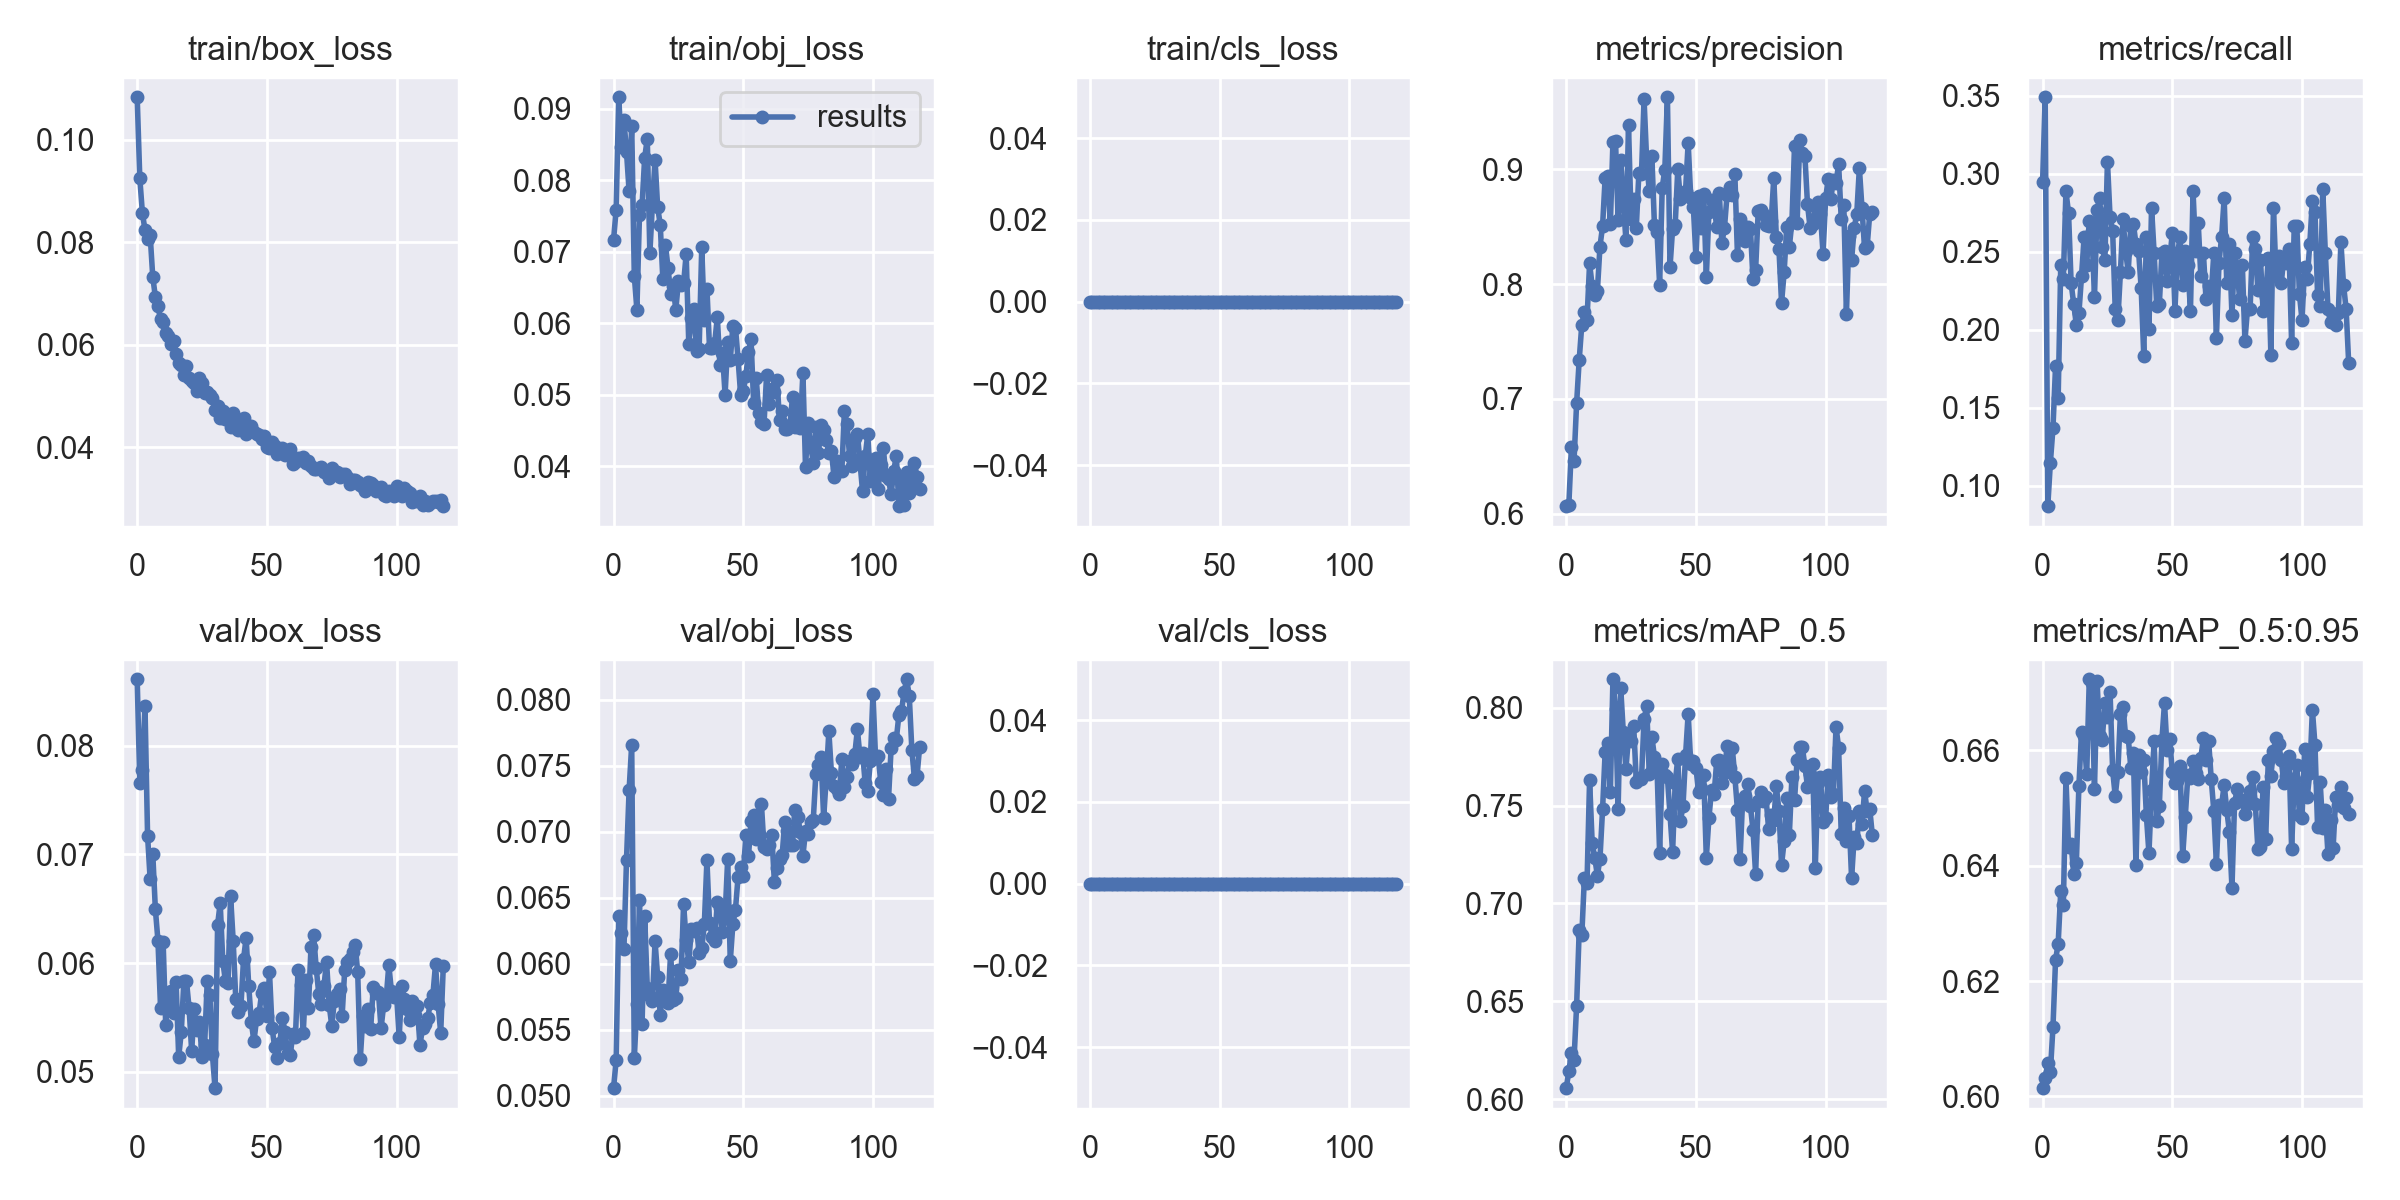 train/box_loss
train/obj_loss
train/cls_loss
metrics/precision
metrics/recall
0.10
0.08
0.06
0.04
0 50 100
results
0.09
0.08
0.07
0.06
0.05
0.04
0 50 100
0.04
0.02
0.00
−0.02
−0.04
0 50 100
0.9
0.8
0.7
0.6
0 50 100
0.35
0.30
0.25
0.20
0.15
0.10
0 50 100
val/box_loss
val/obj_loss
val/cls_loss
metrics/mAP_0.5
metrics/mAP_0.5:0.95
0.08
0.07
0.06
0.05
0 50 100
0.080
0.075
0.070
0.065
0.060
0.055
0.050
0 50 100
0.04
0.02
0.00
−0.02
−0.04
0 50 100
0.80
0.75
0.70
0.65
0.60
0 50 100
0.66
0.64
0.62
0.60
0 50 100